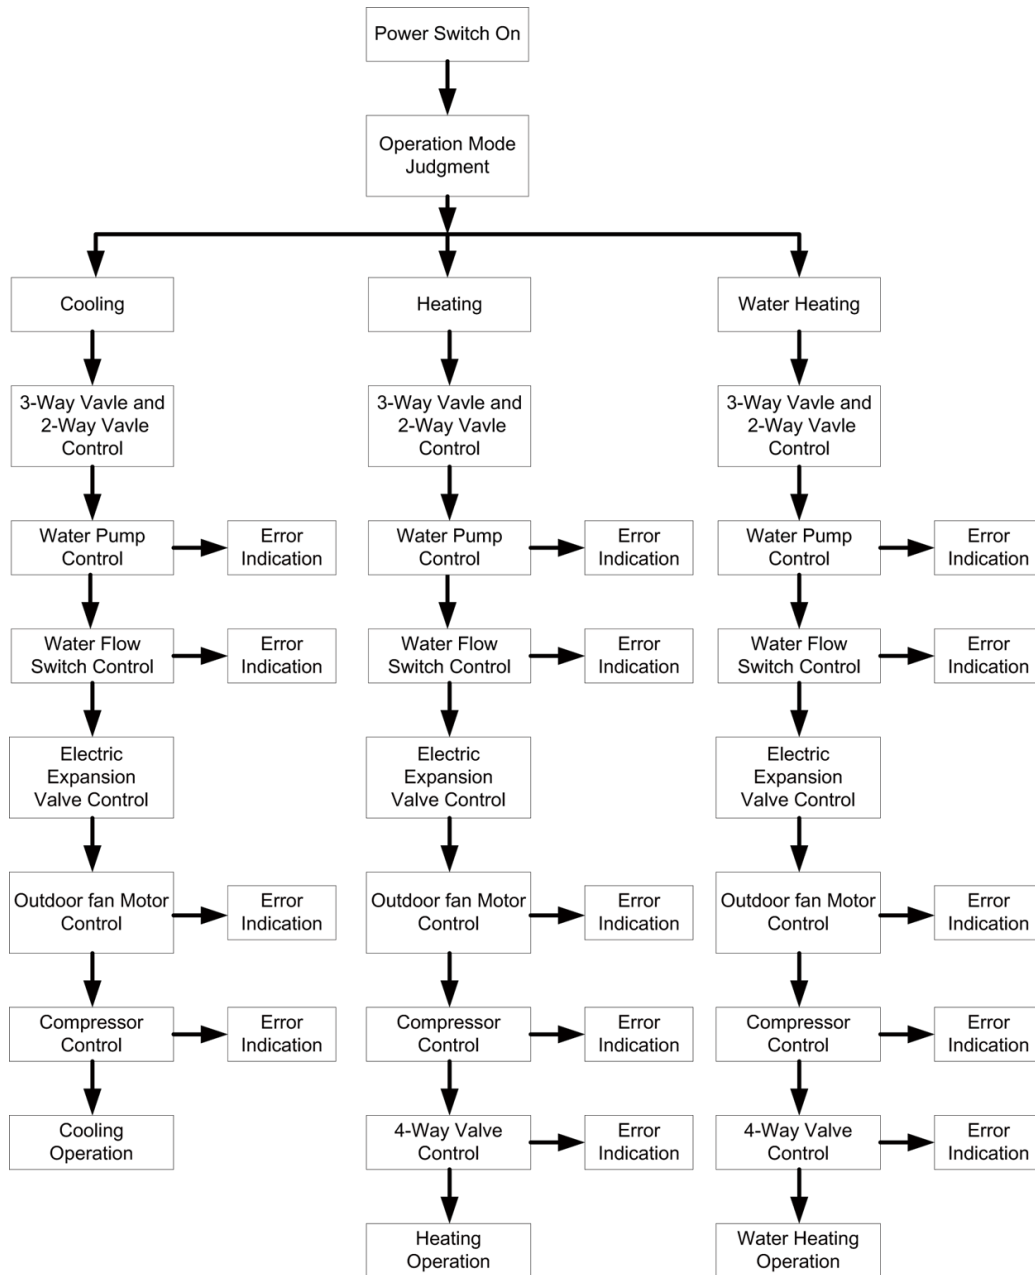 Power Switch On
Operation Mode
Judgment
Cooling
Heating
Water Heating
3-Way Vavle and
2-Way Vavle
Control
3-Way Vavle and
2-Way Vavle
Control
3-Way Vavle and
2-Way Vavle
Control
Water Pump
Control
Error
Indication
Water Pump
Control
Error
Indication
Water Pump
Control
Error
Indication
Water Flow
Switch Control
Error
Indication
Water Flow
Switch Control
Error
Indication
Water Flow
Switch Control
Error
Indication
Electric
Expansion
Valve Control
Electric
Expansion
Valve Control
Electric
Expansion
Valve Control
Outdoor fan Motor
Control
Error
Indication
Outdoor fan Motor
Control
Error
Indication
Outdoor fan Motor
Control
Error
Indication
Compressor
Control
Error
Indication
Compressor
Control
Error
Indication
Compressor
Control
Error
Indication
Cooling
Operation
4-Way Valve
Control
Error
Indication
4-Way Valve
Control
Error
Indication
Heating
Operation
Water Heating
Operation